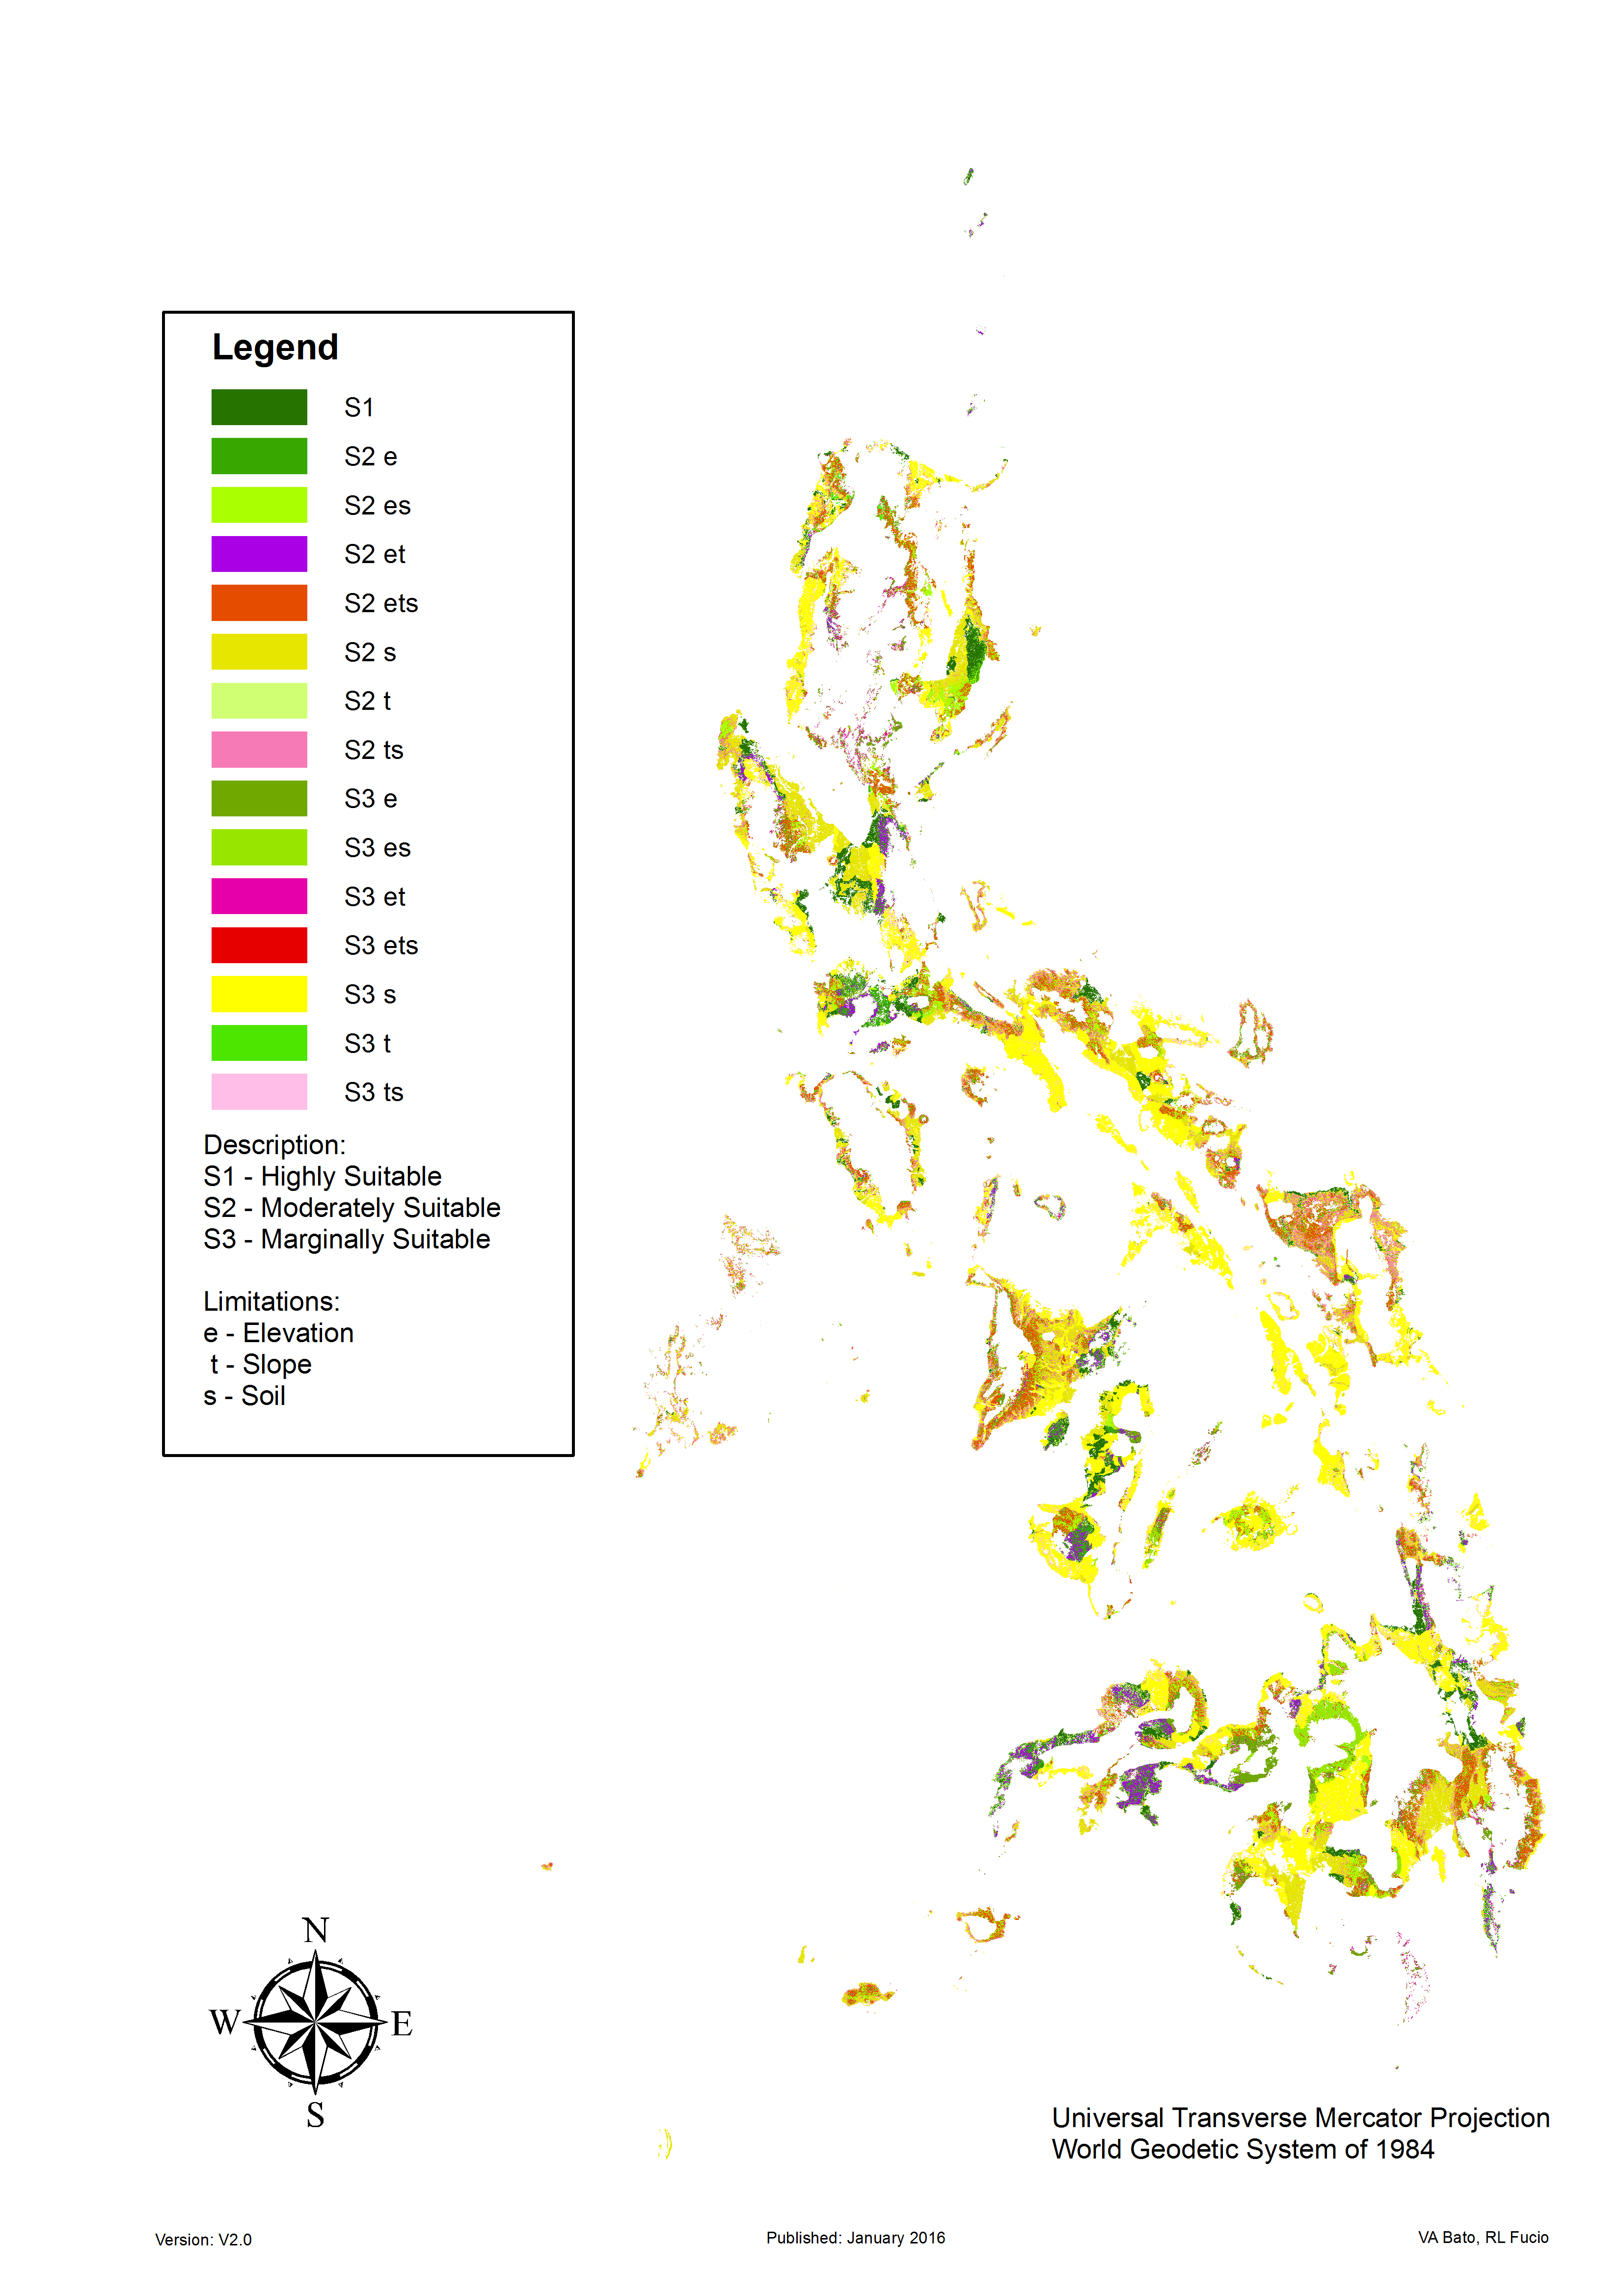 Legend
S1
S2 e
S2 es
S2 et
S2 ets
S2 s
S2 t
S2 ts
S3 e
S3 es
S3 et
S3 ets
S3 s
S3 t
S3 ts
Description:
S1 - Highly Suitable
S2 - Moderately Suitable
S3 - Marginally Suitable
Limitations:
e - Elevation
t - Slope
s - Soil
N
W E
S
Universal Transverse Mercator Projection
World Geodetic System of 1984
Version: V2.0 Published: January 2016 VA Bato, RL Fucio